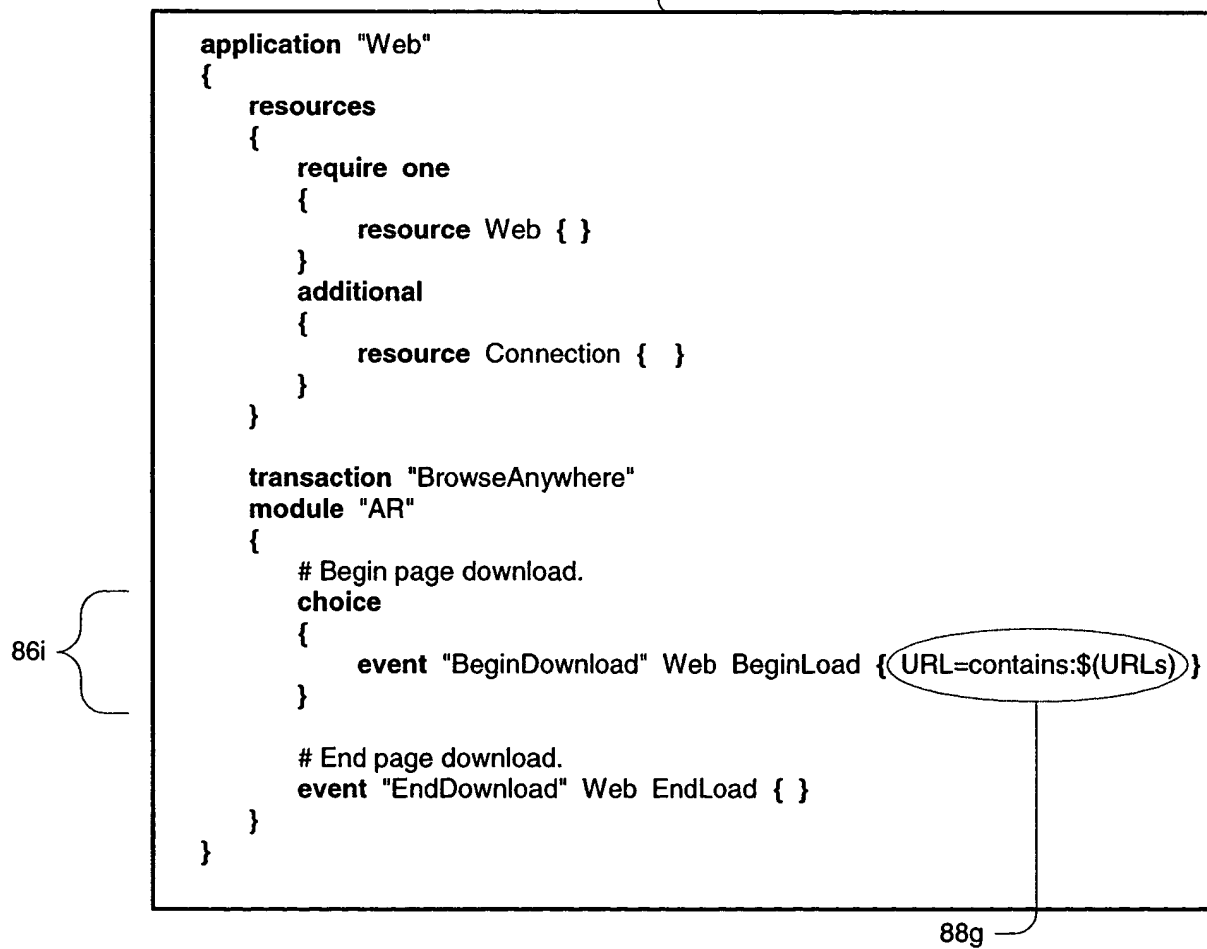 application "Web"
{
resources
{
require one
{
resource Web { }
}
additional
{
resource Connection { }
}
}
transaction "BrowseAnywhere"
module "AR"
{
# Begin page download.
choice
{
event "BeginDownload" Web BeginLoad { URL=contains:$(URLs) }
}
# End page download.
event "EndDownload" Web EndLoad { }
}
}
86i
88g